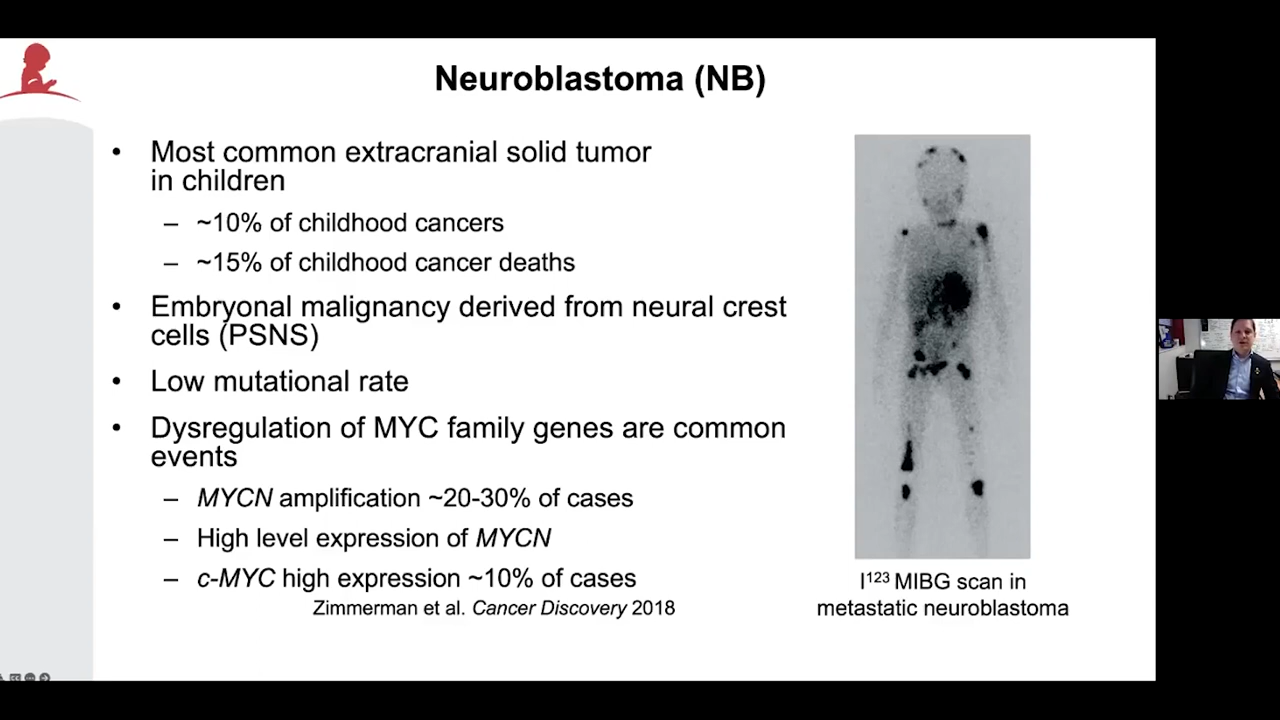 Neuroblastoma (NB)
• Most common extracranial solid tumor
in children
– ~10% of childhood cancers
– ~15% of childhood cancer deaths
• Embryonal malignancy derived from neural crest
cells (PSNS)
• Low mutational rate
• Dysregulation of MYC family genes are common
events
– MYCN amplification ~20-30% of cases
– High level expression of MYCN
– c-MYC high expression ~10% of cases
Zimmerman et al. Cancer Discovery 2018
I¹²³ MIBG scan in
metastatic neuroblastoma